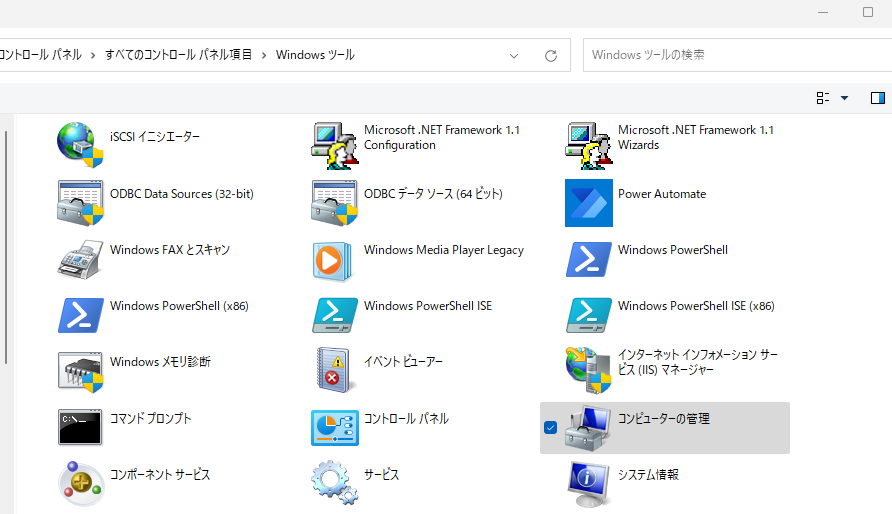 コントロール パネル > すべてのコントロール パネル項目 > Windows ツール
Windows ツールの検索
iSCSI イニシエーター
Microsoft .NET Framework 1.1
Configuration
Microsoft .NET Framework 1.1
Wizards
ODBC Data Sources (32-bit)
ODBC データ ソース (64 ビット)
Power Automate
Windows FAX とスキャン
Windows Media Player Legacy
Windows PowerShell
Windows PowerShell (x86)
Windows PowerShell ISE
Windows PowerShell ISE (x86)
Windows メモリ診断
イベント ビューアー
インターネット インフォメーション サー
ビス (IIS) マネージャー
コマンド プロンプト
コントロール パネル
コンピューターの管理
コンポーネント サービス
サービス
システム情報